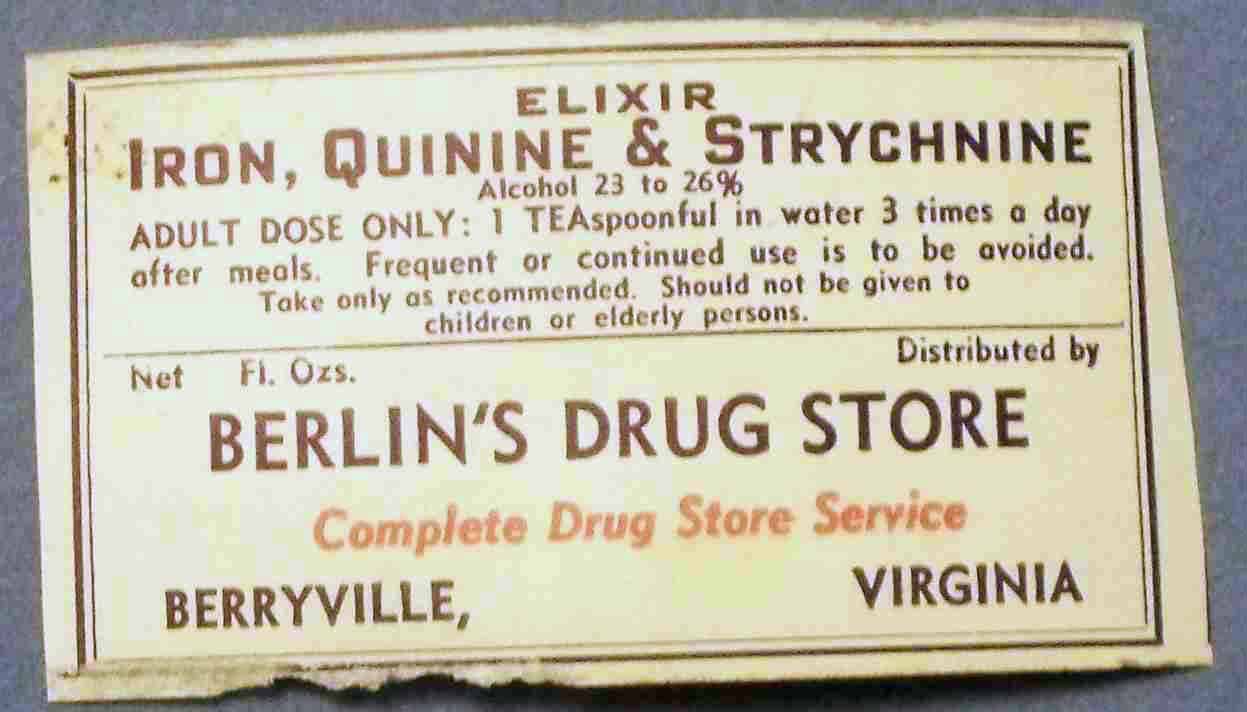 ELIXIR
IRON, QUININE & STRYCHNINE
Alcohol 23 to 26%
ADULT DOSE ONLY: 1 TEAspoonful in water 3 times a day
after meals. Frequent or continued use is to be avoided.
Take only as recommended. Should not be given to
children or elderly persons.
Net Fl. Ozs. Distributed by
BERLIN'S DRUG STORE
Complete Drug Store Service
BERRYVILLE, VIRGINIA